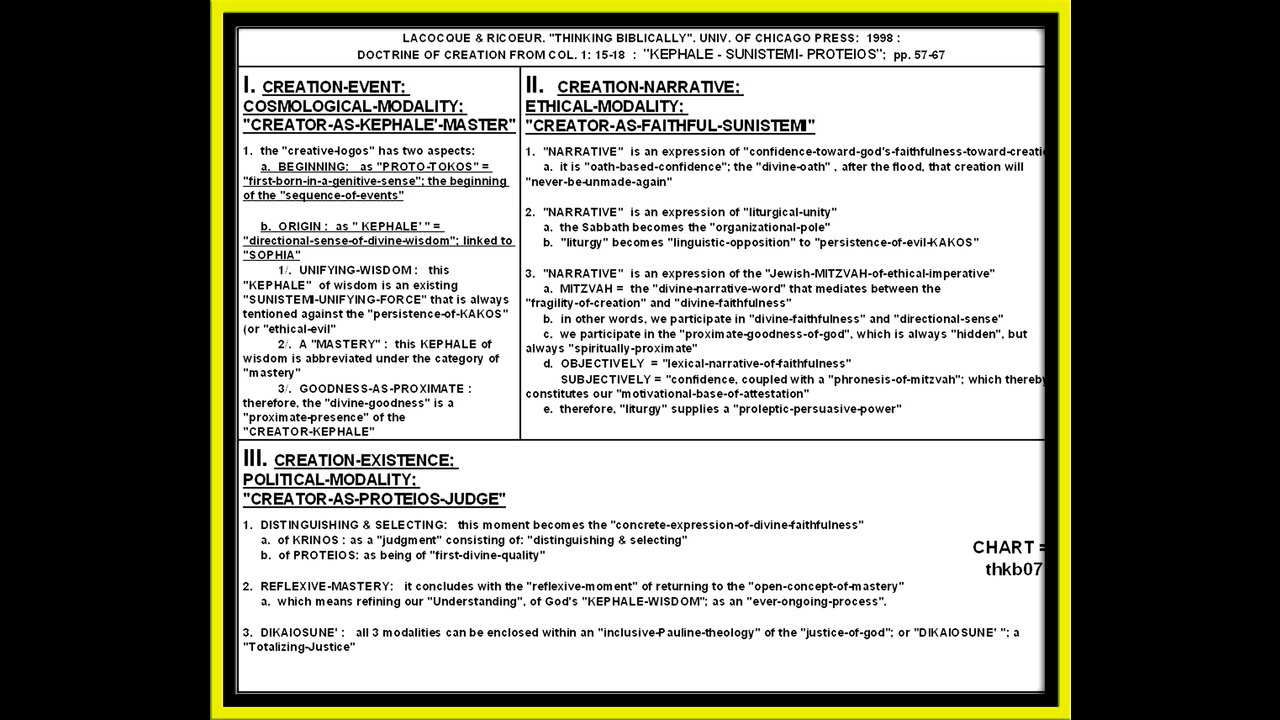 LACOCQUE & RICOEUR. "THINKING BIBLICALLY". UNIV. OF CHICAGO PRESS: 1998 :
DOCTRINE OF CREATION FROM COL. 1: 15-18 : "KEPHALE - SUNISTEMI- PROTEIOS"; pp. 57-67
I. CREATION-EVENT;
COSMOLOGICAL-MODALITY;
"CREATOR-AS-KEPHALE'-MASTER"
1. the "creative-logos" has two aspects:
a. BEGINNING: as "PROTO-TOKOS" =
"first-born-in-a-genitive-sense"; the beginning
of the "sequence-of-events"
b. ORIGIN : as " KEPHALE' " =
"directional-sense-of-divine-wisdom"; linked to
"SOPHIA"
1/. UNIFYING-WISDOM : this
"KEPHALE" of wisdom is an existing
"SUNISTEMI-UNIFYING-FORCE" that is always
tentioned against the "persistence-of-KAKOS"
(or "ethical-evil"
2/. A "MASTERY" : this KEPHALE of
wisdom is abbreviated under the category of
"mastery"
3/. GOODNESS-AS-PROXIMATE :
therefore, the "divine-goodness" is a
"proximate-presence" of the
"CREATOR-KEPHALE"
II. CREATION-NARRATIVE;
ETHICAL-MODALITY;
"CREATOR-AS-FAITHFUL-SUNISTEMI"
1. "NARRATIVE" is an expression of "confidence-toward-god's-faithfulness-toward-creatio
a. it is "oath-based-confidence"; the "divine-oath" , after the flood, that creation will
"never-be-unmade-again"
2. "NARRATIVE" is an expression of "liturgical-unity"
a. the Sabbath becomes the "organizational-pole"
b. "liturgy" becomes "linguistic-opposition" to "persistence-of-evil-KAKOS"
3. "NARRATIVE" is an expression of the "Jewish-MITZVAH-of-ethical-imperative"
a. MITZVAH = the "divine-narrative-word" that mediates between the
"fragility-of-creation" and "divine-faithfulness"
b. in other words, we participate in "divine-faithfulness" and "directional-sense"
c. we participate in the "proximate-goodness-of-god", which is always "hidden", but
always "spiritually-proximate"
d. OBJECTIVELY = "lexical-narrative-of-faithfulness"
SUBJECTIVELY = "confidence, coupled with a "phronesis-of-mitzvah"; which thereby
constitutes our "motivational-base-of-attestation"
e. therefore, "liturgy" supplies a "proleptic-persuasive-power"
III. CREATION-EXISTENCE;
POLITICAL-MODALITY;
"CREATOR-AS-PROTEIOS-JUDGE"
1. DISTINGUISHING & SELECTING: this moment becomes the "concrete-expression-of-divine-faithfulness"
a. of KRINOS : as a "judgment" consisting of: "distinguishing & selecting"
b. of PROTEIOS: as being of "first-divine-quality"
2. REFLEXIVE-MASTERY: it concludes with the "reflexive-moment" of returning to the "open-concept-of-mastery"
a. which means refining our "Understanding", of God's "KEPHALE-WISDOM"; as an "ever-ongoing-process".
3. DIKAIOSUNE' : all 3 modalities can be enclosed within an "inclusive-Pauline-theology" of the "justice-of-god"; or "DIKAIOSUNE' "; a
"Totalizing-Justice"
CHART =
thkb07